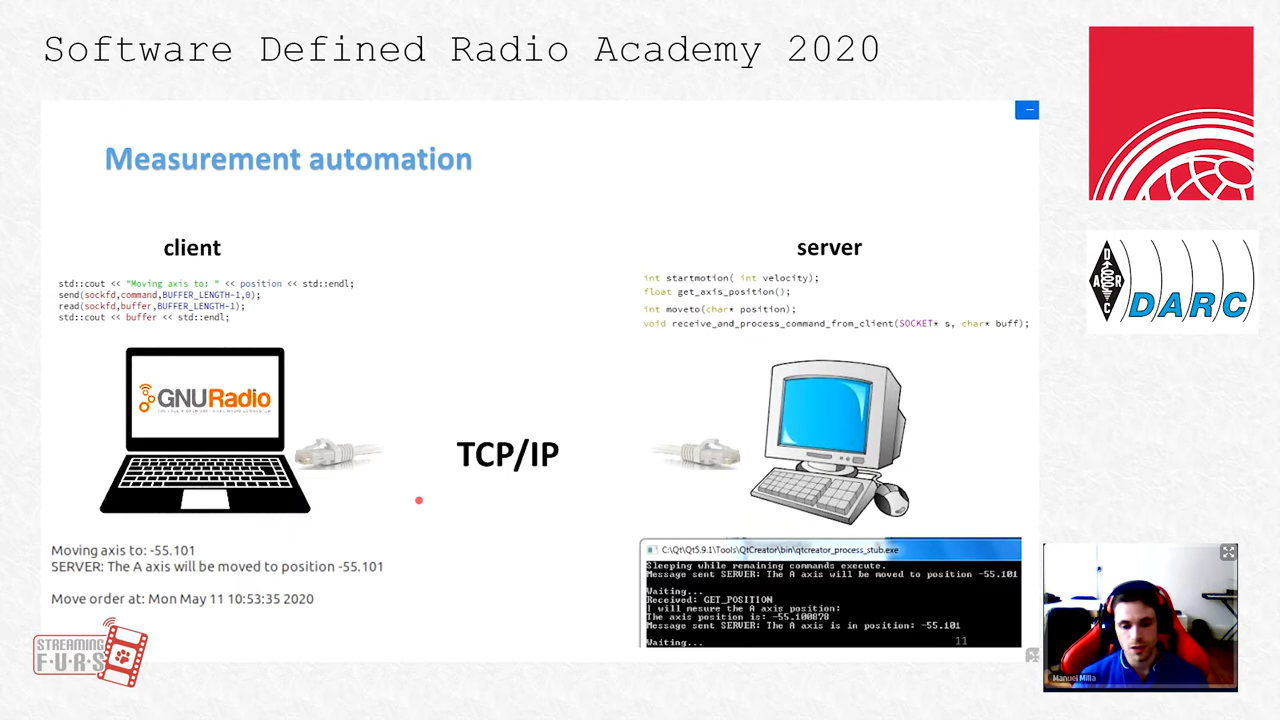 Software Defined Radio Academy 2020
Measurement automation
client
std::cout << "Moving axis to: " << position << std::endl;
send(sockfd,command,BUFFER_LENGTH-1,0);
read(sockfd,buffer,BUFFER_LENGTH-1);
std::cout << buffer << std::endl;
server
int startmotion( int velocity);
float get_axis_position();
int moveto(char* position);
void receive_and_process_command_from_client(SOCKET* s, char* buff);
GNURadio
TCP/IP
Moving axis to: -55.101
SERVER: The A axis will be moved to position -55.101
Move order at: Mon May 11 10:53:35 2020
C:\Qt\Qt5.9.1\Tools\QtCreator\bin\qtcreator_process_stub.exe
Sleeping while remaining commands execute.
Message sent SERVER: The A axis will be moved to position -55.101
Waiting...
Received: GET_POSITION
I will mesure the A axis position:
The axis position is: -55.100878
Message sent SERVER: The A axis is in position: -55.101
Waiting...
11
DARC
D
A R
C
STREAMING
F·U·R·S
Manuel Milla